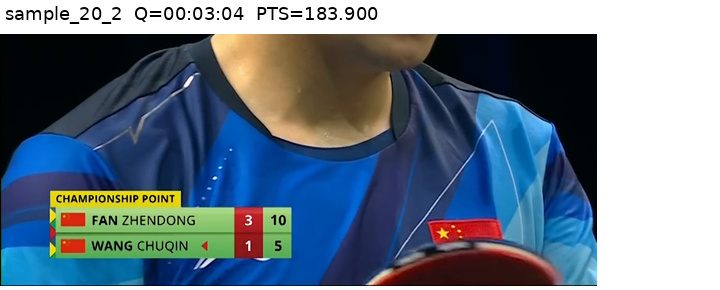 sample_20_2 Q=00:03:04 PTS=183.900
CHAMPIONSHIP POINT
FAN ZHENDONG 3 10
WANG CHUQIN 1 5